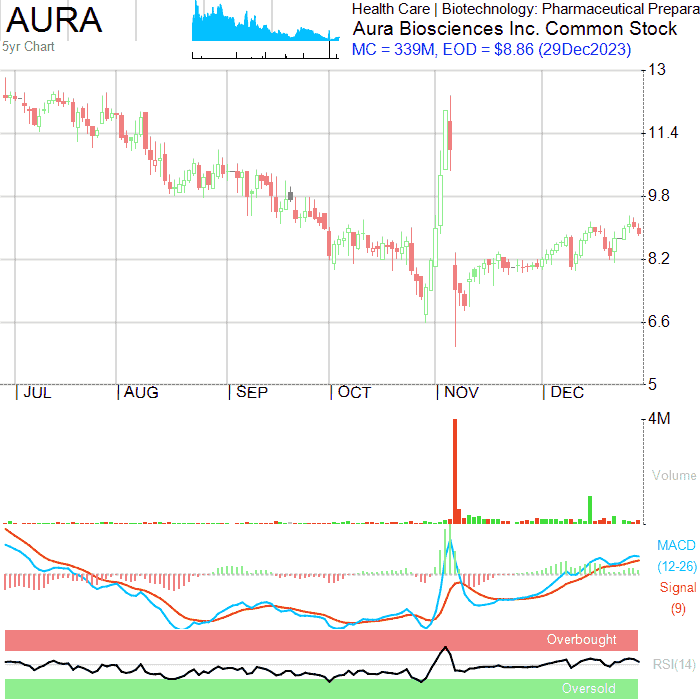 AURA
5yr Chart
Health Care | Biotechnology: Pharmaceutical Prepara
Aura Biosciences Inc. Common Stock
MC = 339M, EOD = $8.86 (29Dec2023)
13
11.4
9.8
8.2
6.6
5
JUL AUG SEP OCT NOV DEC
4M
Volume
MACD
(12-26)
Signal
(9)
Overbought
RSI(14)
Oversold